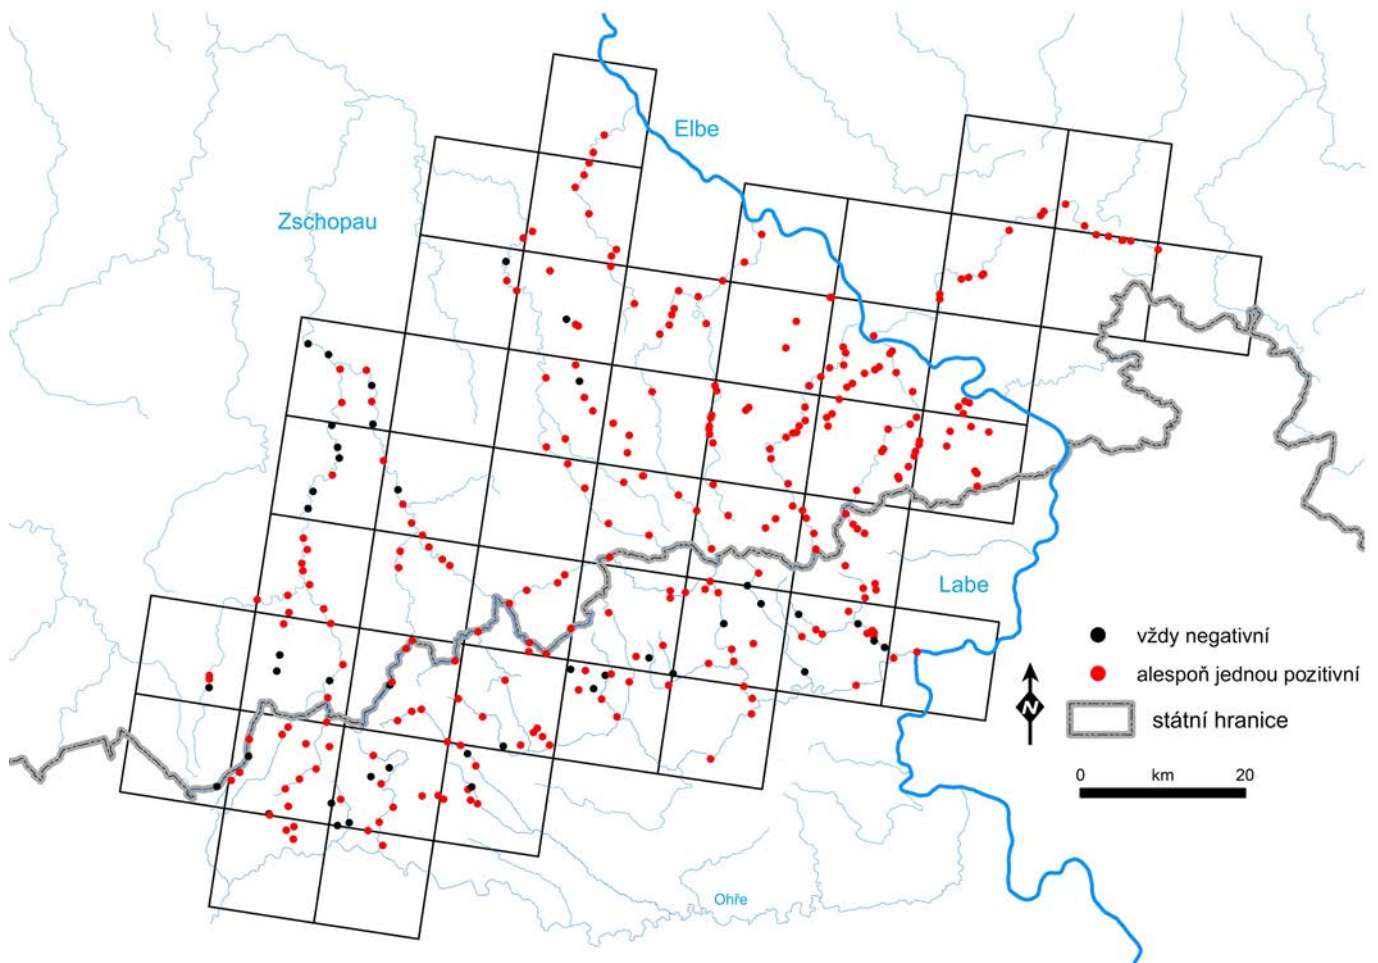 Elbe
Zschopau
Labe
vždy negativní
alespoň jednou pozitivní
N
státní hranice
0 km 20
Ohře